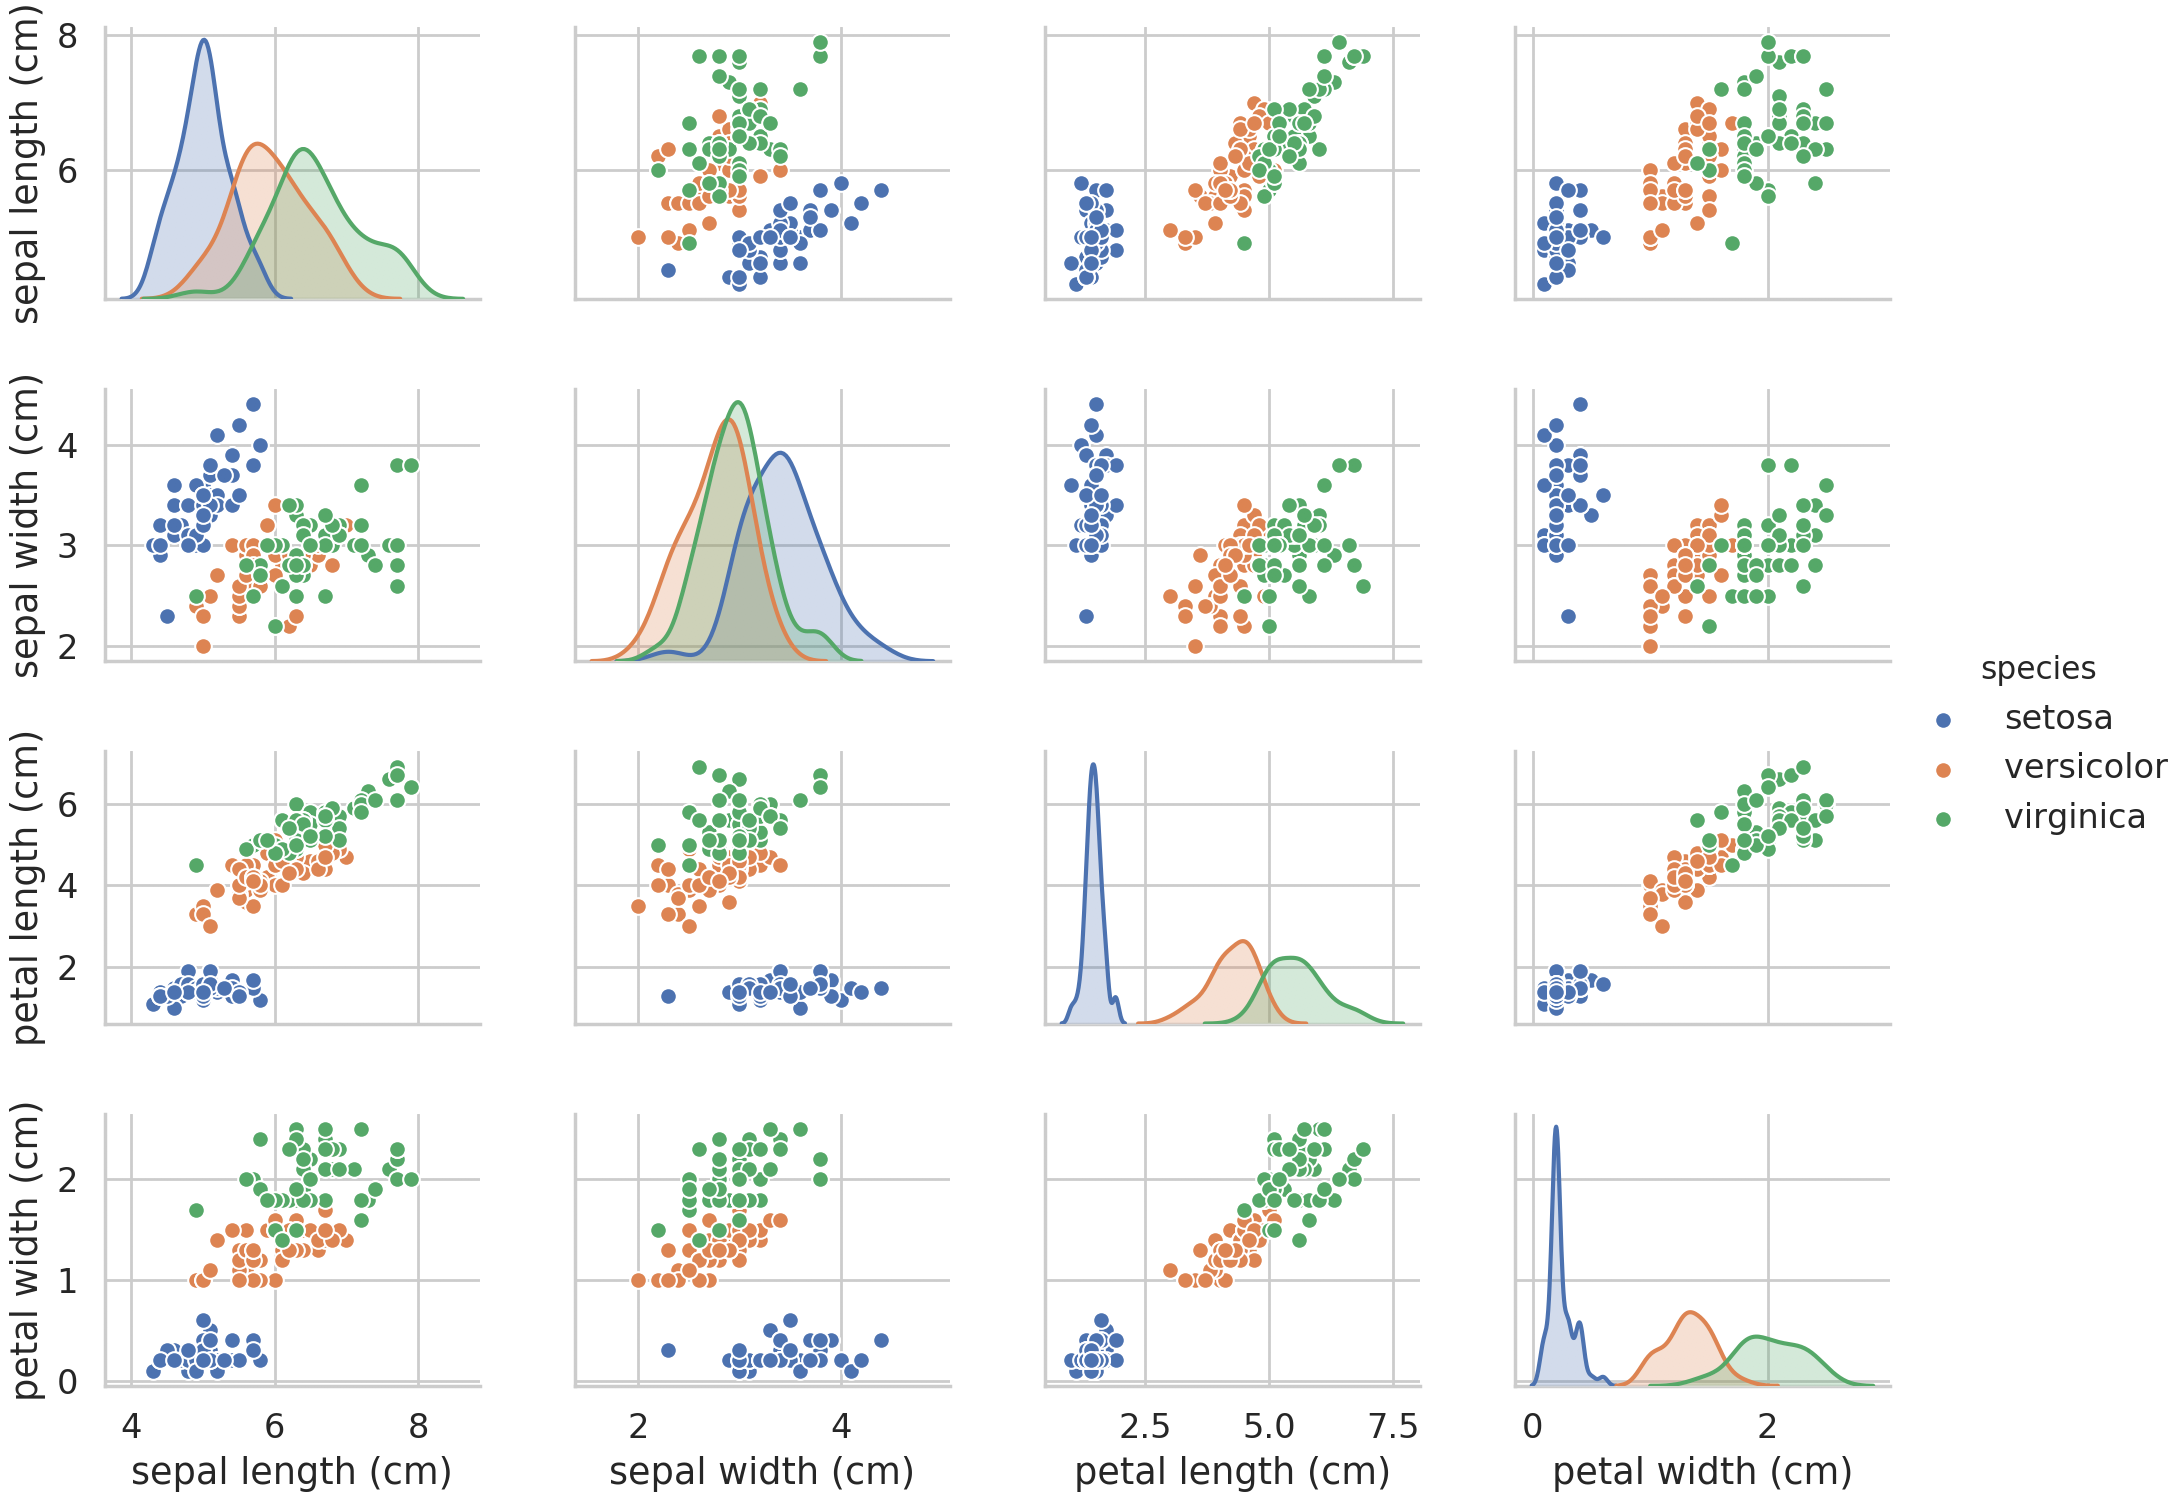 sepal length (cm)
8
6
sepal width (cm)
4
3
2
species
setosa
versicolor
virginica
petal length (cm)
6
4
2
petal width (cm)
2
1
0
4 6 8
2 4
2.5 5.0 7.5
0 2
sepal length (cm)
sepal width (cm)
petal length (cm)
petal width (cm)